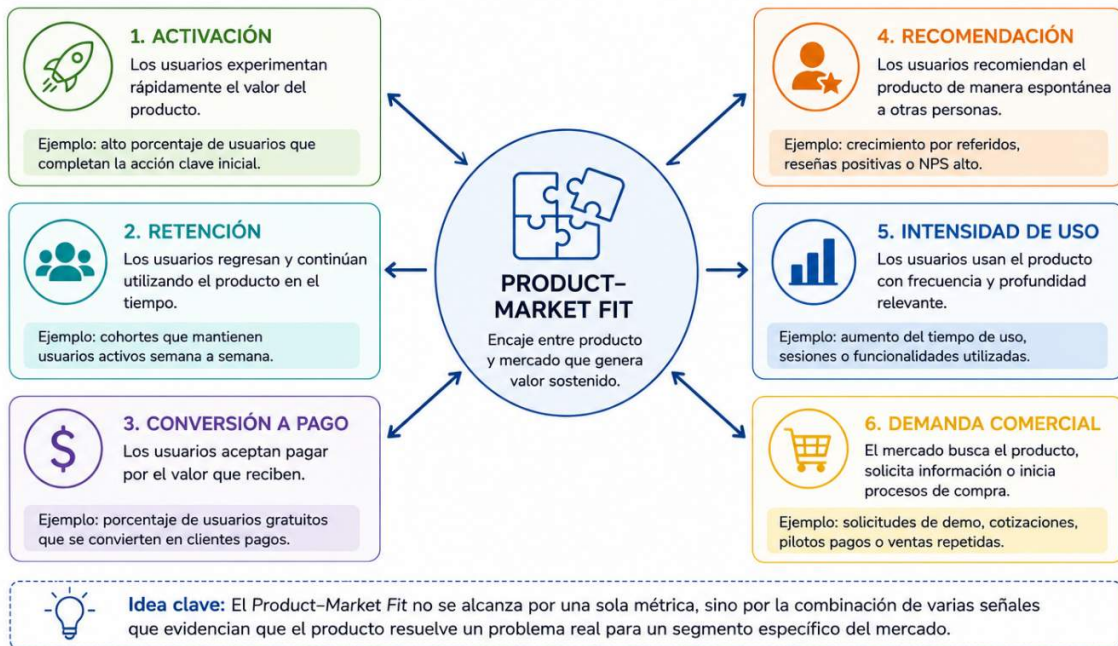 1. ACTIVACIÓN
Los usuarios experimentan
rápidamente el valor del
producto.
Ejemplo: alto porcentaje de usuarios que
completan la acción clave inicial.
2. RETENCIÓN
Los usuarios regresan y continúan
utilizando el producto en el
tiempo.
Ejemplo: cohortes que mantienen
usuarios activos semana a semana.
$
3. CONVERSIÓN A PAGO
Los usuarios aceptan pagar
por el valor que reciben.
Ejemplo: porcentaje de usuarios gratuitos
que se convierten en clientes pagos.
PRODUCT–
MARKET FIT
Encaje entre producto
y mercado que genera
valor sostenido.
4. RECOMENDACIÓN
Los usuarios recomiendan el
producto de manera espontánea
a otras personas.
Ejemplo: crecimiento por referidos,
reseñas positivas o NPS alto.
5. INTENSIDAD DE USO
Los usuarios usan el producto
con frecuencia y profundidad
relevante.
Ejemplo: aumento del tiempo de uso,
sesiones o funcionalidades utilizadas.
6. DEMANDA COMERCIAL
El mercado busca el producto,
solicita información o inicia
procesos de compra.
Ejemplo: solicitudes de demo, cotizaciones,
pilotos pagos o ventas repetidas.
Idea clave: El Product–Market Fit no se alcanza por una sola métrica, sino por la combinación de varias señales
que evidencian que el producto resuelve un problema real para un segmento específico del mercado.